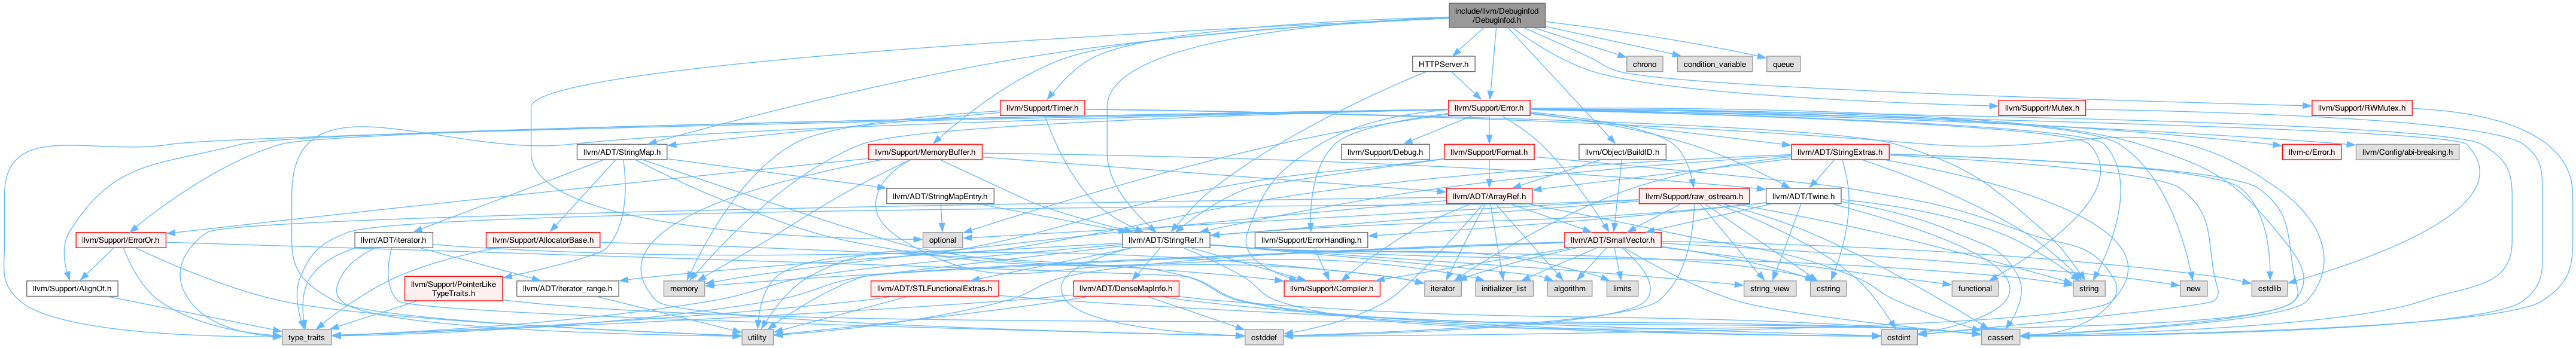 include/llvm/Debuginfod
/Debuginfod.h
HTTPServer.h
chrono
condition_variable
queue
llvm/Support/Timer.h
llvm/Support/Error.h
llvm/Support/Mutex.h
llvm/Support/RWMutex.h
llvm/ADT/StringMap.h
llvm/Support/MemoryBuffer.h
llvm/Support/Debug.h
llvm/Support/Format.h
llvm/Object/BuildID.h
llvm/ADT/StringExtras.h
llvm-c/Error.h
llvm/Config/abi-breaking.h
llvm/ADT/StringMapEntry.h
llvm/ADT/ArrayRef.h
llvm/Support/raw_ostream.h
llvm/ADT/Twine.h
llvm/Support/ErrorOr.h
llvm/ADT/iterator.h
llvm/Support/AllocatorBase.h
optional
llvm/ADT/StringRef.h
llvm/Support/ErrorHandling.h
llvm/ADT/SmallVector.h
llvm/Support/AlignOf.h
llvm/Support/PointerLike
TypeTraits.h
llvm/ADT/iterator_range.h
memory
llvm/ADT/STLFunctionalExtras.h
llvm/ADT/DenseMapInfo.h
llvm/Support/Compiler.h
iterator
initializer_list
algorithm
limits
string_view
cstring
functional
string
new
cstdlib
type_traits
utility
cstddef
cstdint
cassert